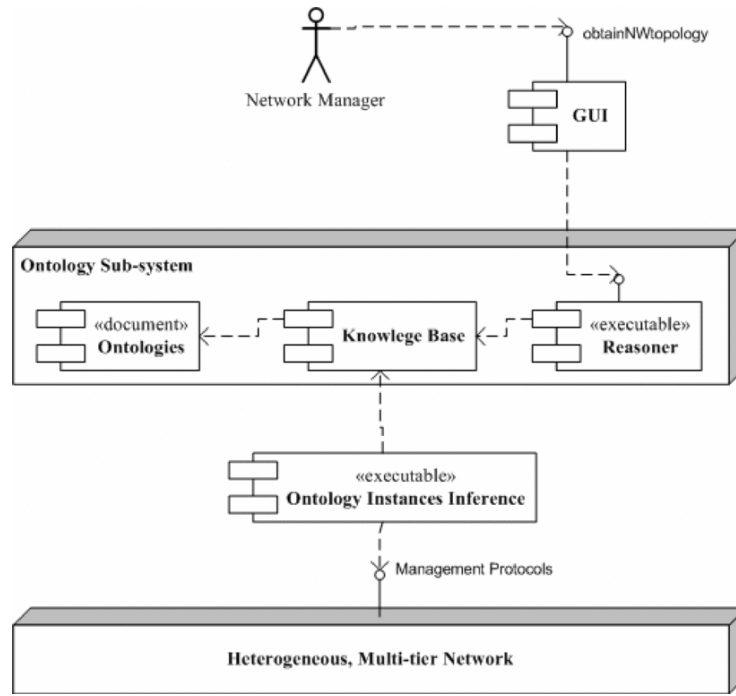 obtainNWtopology
Network Manager
GUI
Ontology Sub-system
«document»
Ontologies
Knowlege Base
«executable»
Reasoner
«executable»
Ontology Instances Inference
Management Protocols
Heterogeneous, Multi-tier Network